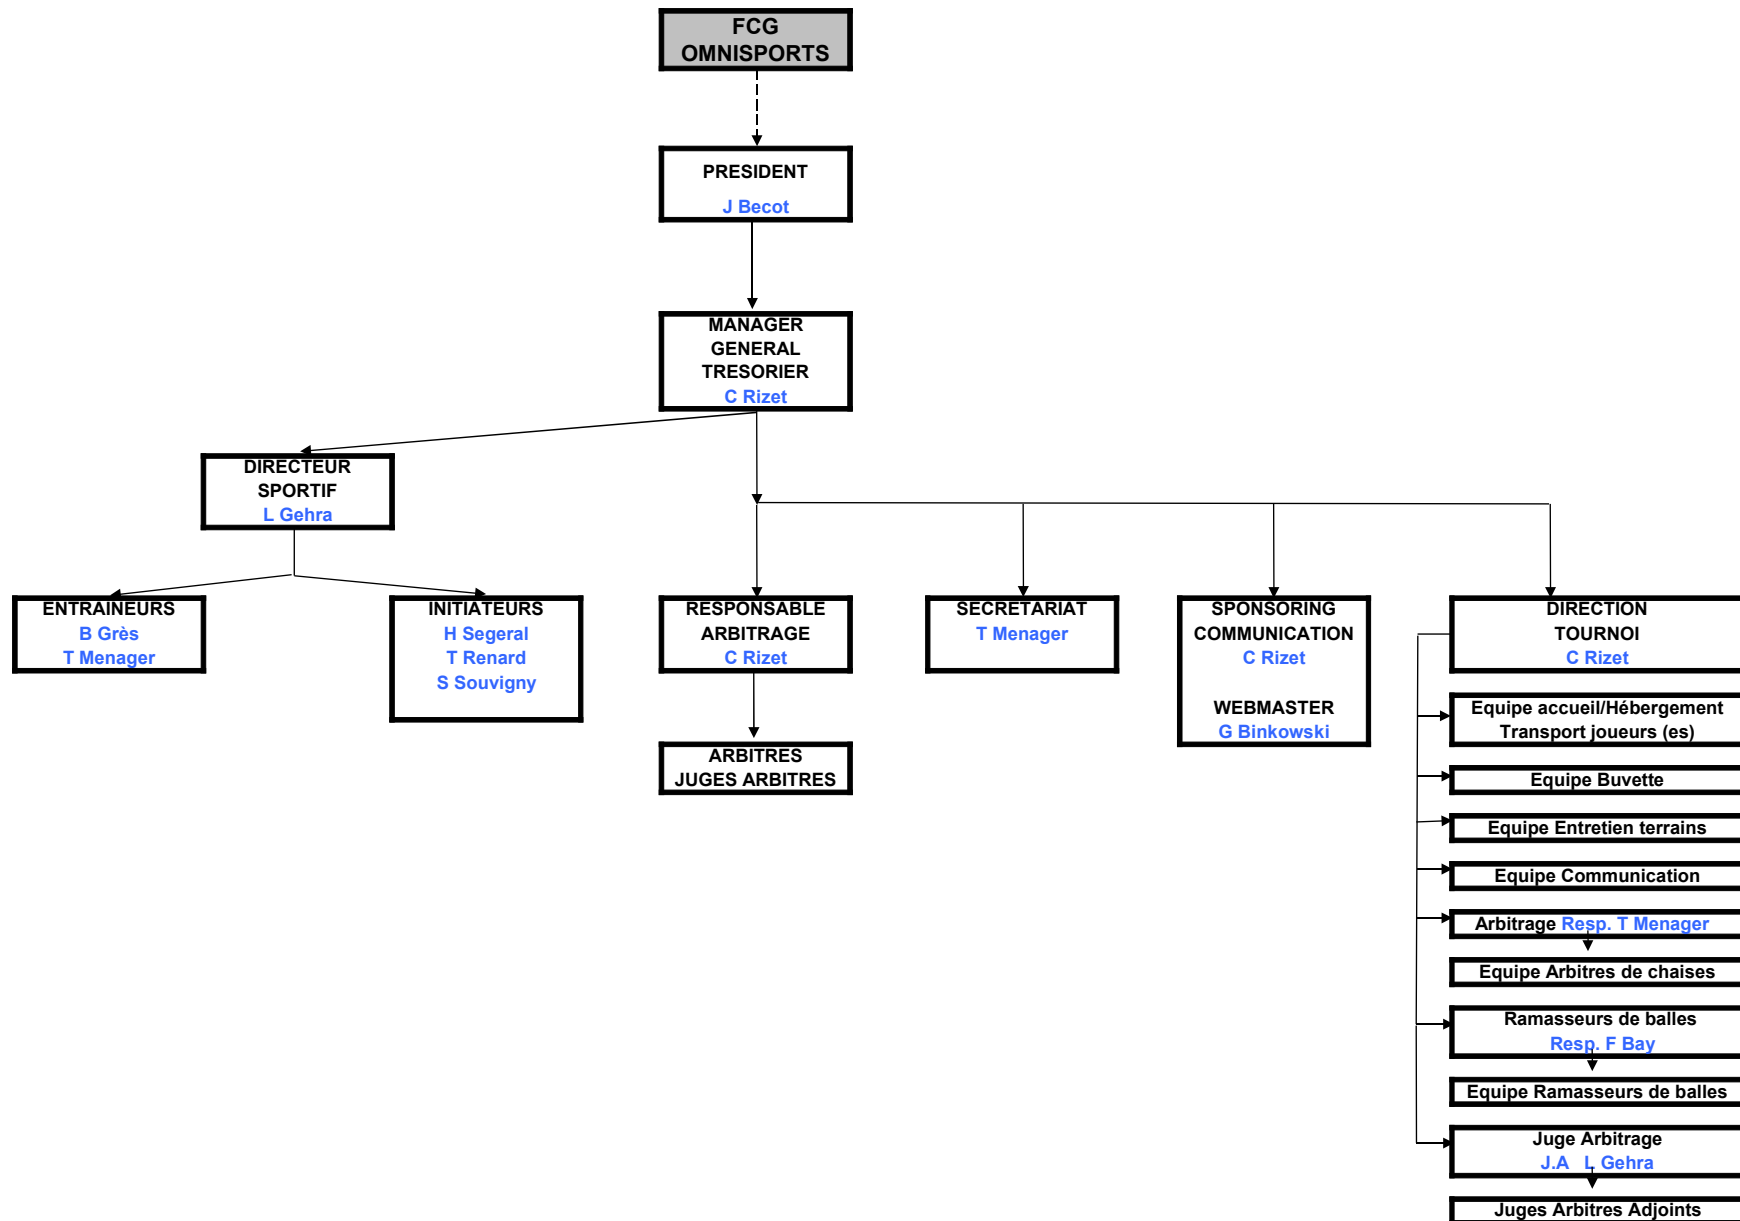 FCG
OMNISPORTS
PRESIDENT
J Becot
MANAGER
GENERAL
TRESORIER
C Rizet
DIRECTEUR
SPORTIF
L Gehra
ENTRAINEURS
B Grès
T Menager
INITIATEURS
H Segeral
T Renard
S Souvigny
RESPONSABLE
ARBITRAGE
C Rizet
ARBITRES
JUGES ARBITRES
SECRETARIAT
T Menager
SPONSORING
COMMUNICATION
C Rizet
WEBMASTER
G Binkowski
DIRECTION
TOURNOI
C Rizet
Equipe accueil/Hébergement
Transport joueurs (es)
Equipe Buvette
Equipe Entretien terrains
Equipe Communication
Arbitrage Resp. T Menager
Equipe Arbitres de chaises
Ramasseurs de balles
Resp. F Bay
Equipe Ramasseurs de balles
Juge Arbitrage
J.A L Gehra
Juges Arbitres Adjoints